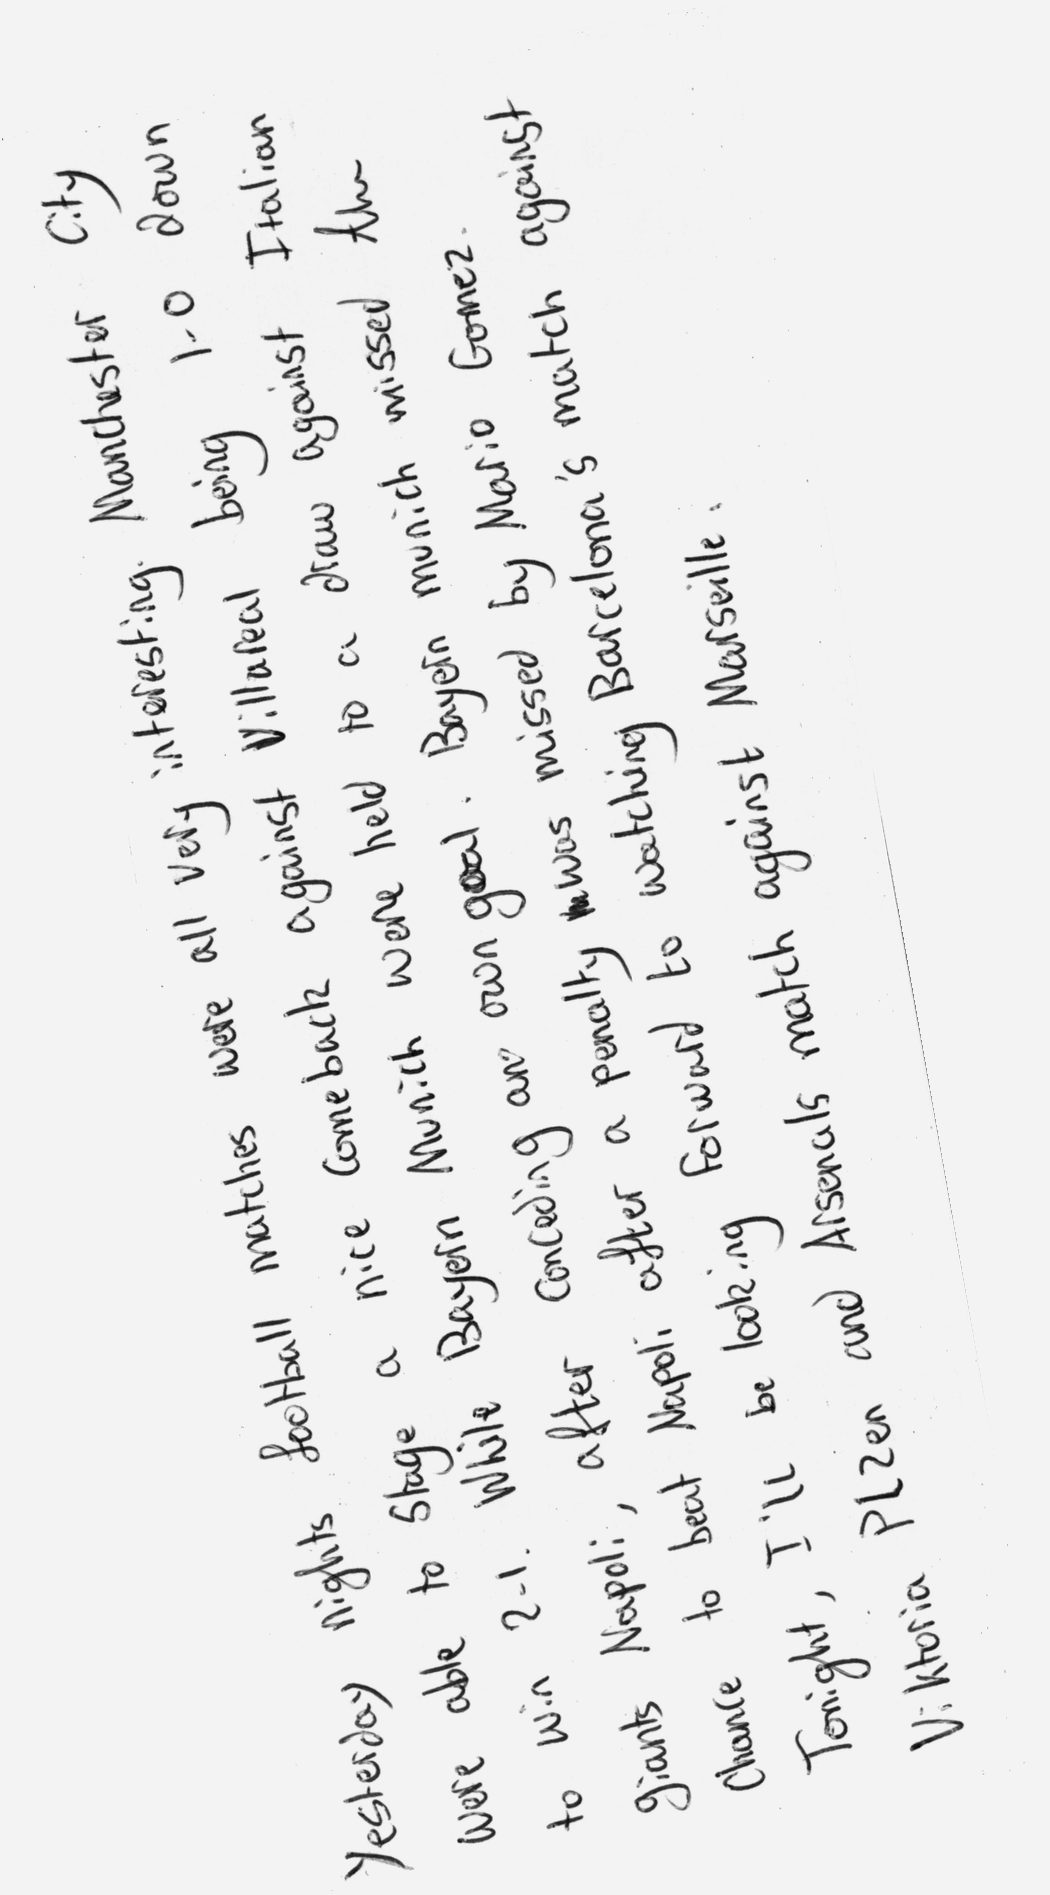 Yesterday nights football matches were all very interesting. Manchester City
were able to stage a nice comeback against Villareal being 1-0 down
to win 2-1. While Bayern Munich were held to a draw against Italian
giants Napoli, after conceding an own goal. Bayern munich missed the
chance to beat Napoli after a penalty was missed by Mario Gomez.
Tonight, I'll be looking forward to watching Barcelona's match against
Viktoria PLzen and Arsenals match against Marseille.